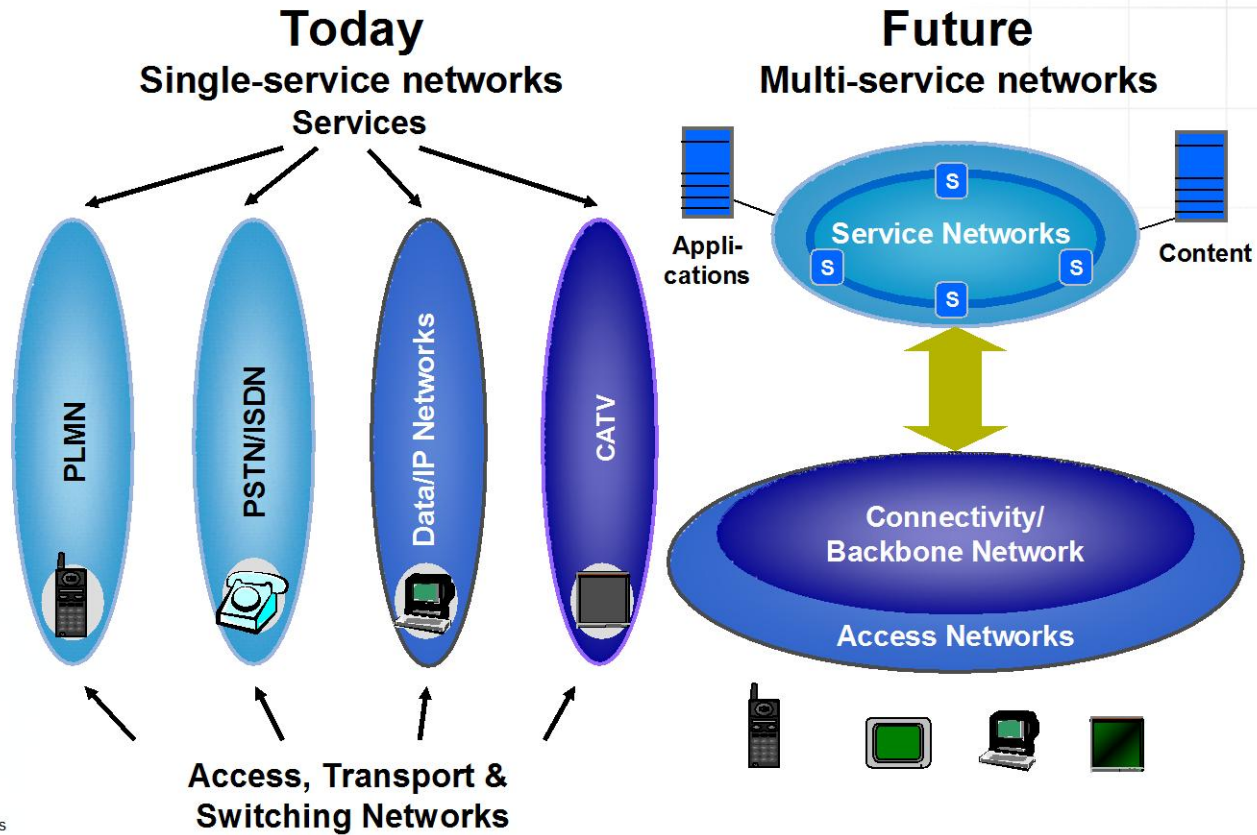 Today
Single-service networks
Services
PLMN
PSTN/ISDN
Data/IP Networks
CATV
Access, Transport &
Switching Networks
s
Future
Multi-service networks
S
Service Networks
S
S
S
Appli-
cations
Content
Connectivity/
Backbone Network
Access Networks